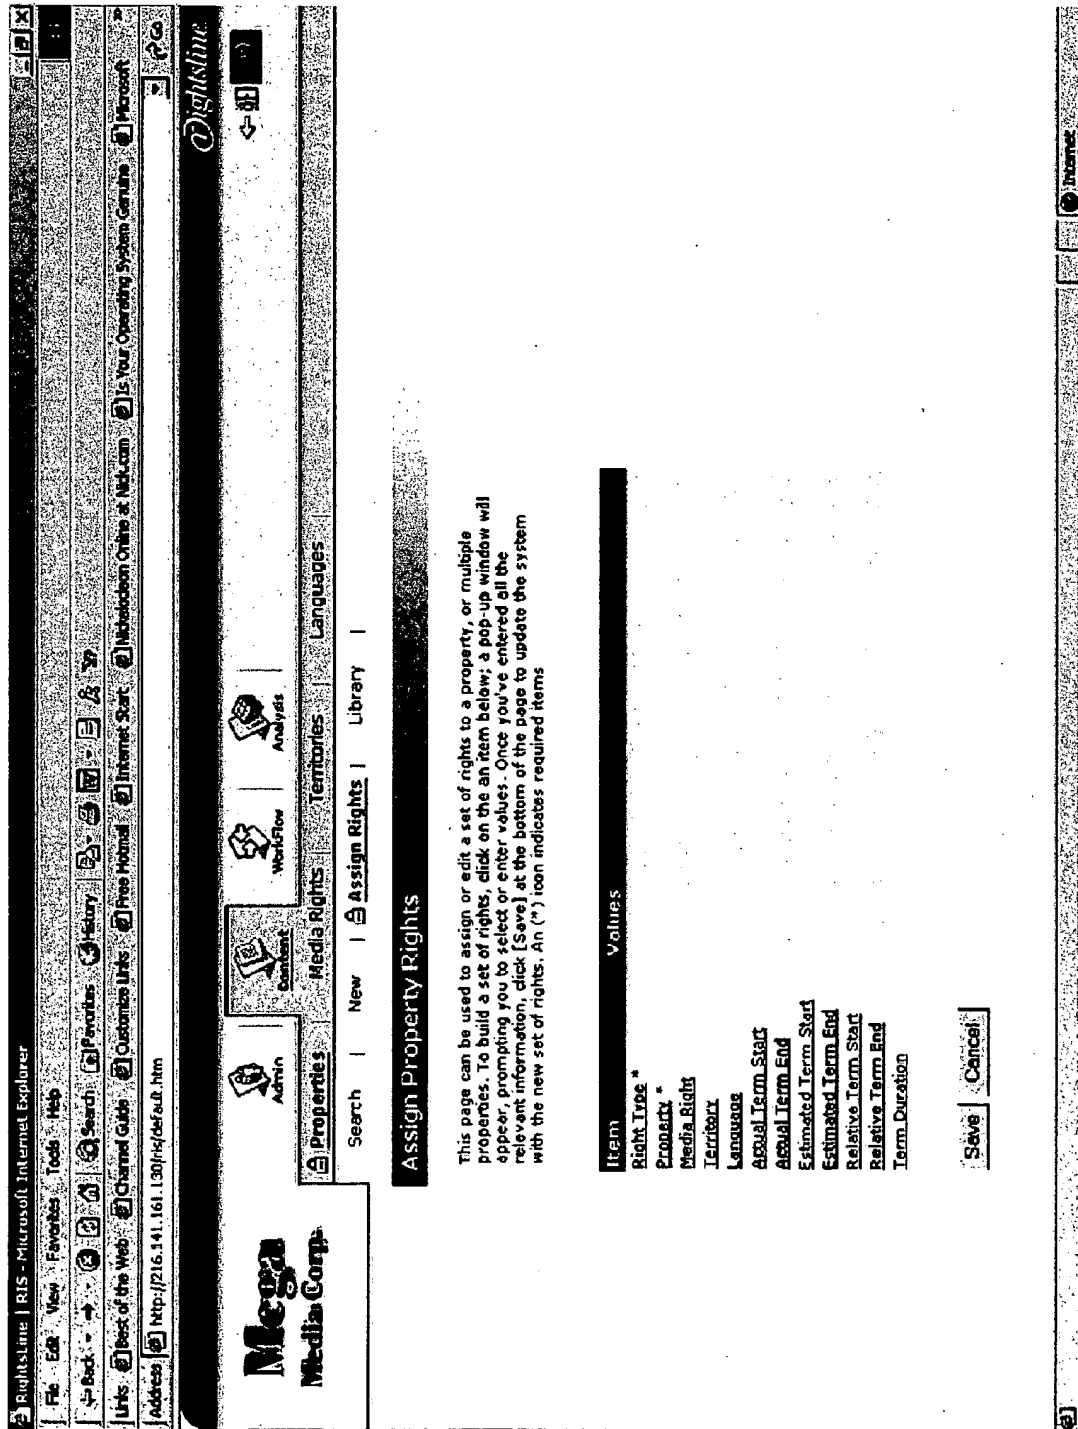 RightsLine | RIS - Microsoft Internet Explorer
File Edit View Favorites Tools Help
Back Search Favorites History
Links Best of the Web Channel Guide Customize Links Free Hotmail Internet Start Nickelodeon Online at Nick.com Is Your Operating System Genuine Microsoft »
Address http://216.141.161.130/ris/default.htm
Rightsline
Mega
Media Corp.
Admin Content WorkFlow Analysis
Properties Media Rights Territories Languages
Search | New | Assign Rights | Library |
Assign Property Rights
This page can be used to assign or edit a set of rights to a property, or multiple
properties. To build a set of rights, click on the an item below; a pop-up window will
appear, prompting you to select or enter values. Once you've entered all the
relevant information, click [Save] at the bottom of the page to update the system
with the new set of rights. An (*) icon indicates required items
Item Values
Right Type *
Property *
Media Right
Territory
Language
Actual Term Start
Actual Term End
Estimated Term Start
Estimated Term End
Relative Term Start
Relative Term End
Term Duration
Save Cancel
Internet